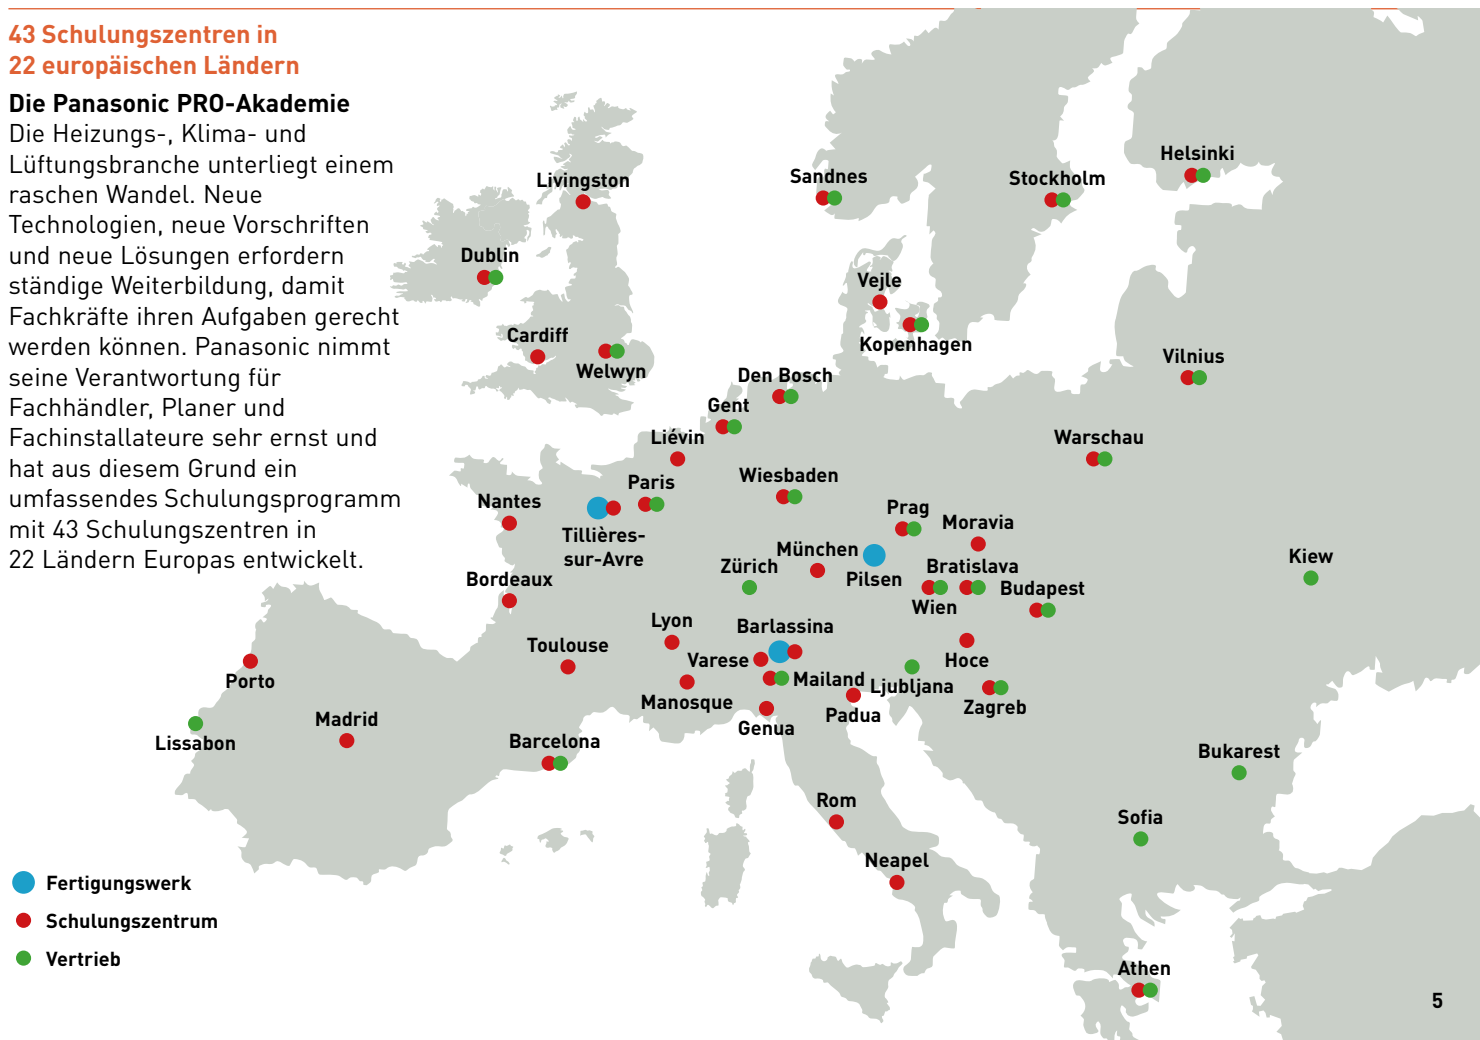 43 Schulungszentren in
22 europäischen Ländern
Die Panasonic PRO-Akademie
Die Heizungs-, Klima- und
Lüftungsbranche unterliegt einem
raschen Wandel. Neue
Technologien, neue Vorschriften
und neue Lösungen erfordern
ständige Weiterbildung, damit
Fachkräfte ihren Aufgaben gerecht
werden können. Panasonic nimmt
seine Verantwortung für
Fachhändler, Planer und
Fachinstallateure sehr ernst und
hat aus diesem Grund ein
umfassendes Schulungsprogramm
mit 43 Schulungszentren in
22 Ländern Europas entwickelt.
Helsinki
Sandnes
Stockholm
Livingston
Dublin
Vejle
Cardiff
Kopenhagen
Vilnius
Welwyn
Den Bosch
Gent
Liévin
Warschau
Wiesbaden
Paris
Nantes
Prag
Moravia
Tillières-
sur-Avre
München
Kiew
Zürich
Pilsen
Bratislava
Bordeaux
Budapest
Wien
Lyon
Barlassina
Toulouse
Varese
Hoce
Porto
Mailand
Ljubljana
Manosque
Zagreb
Padua
Madrid
Genua
Lissabon
Barcelona
Bukarest
Rom
Sofia
Neapel
Athen
Fertigungswerk
Schulungszentrum
Vertrieb
5